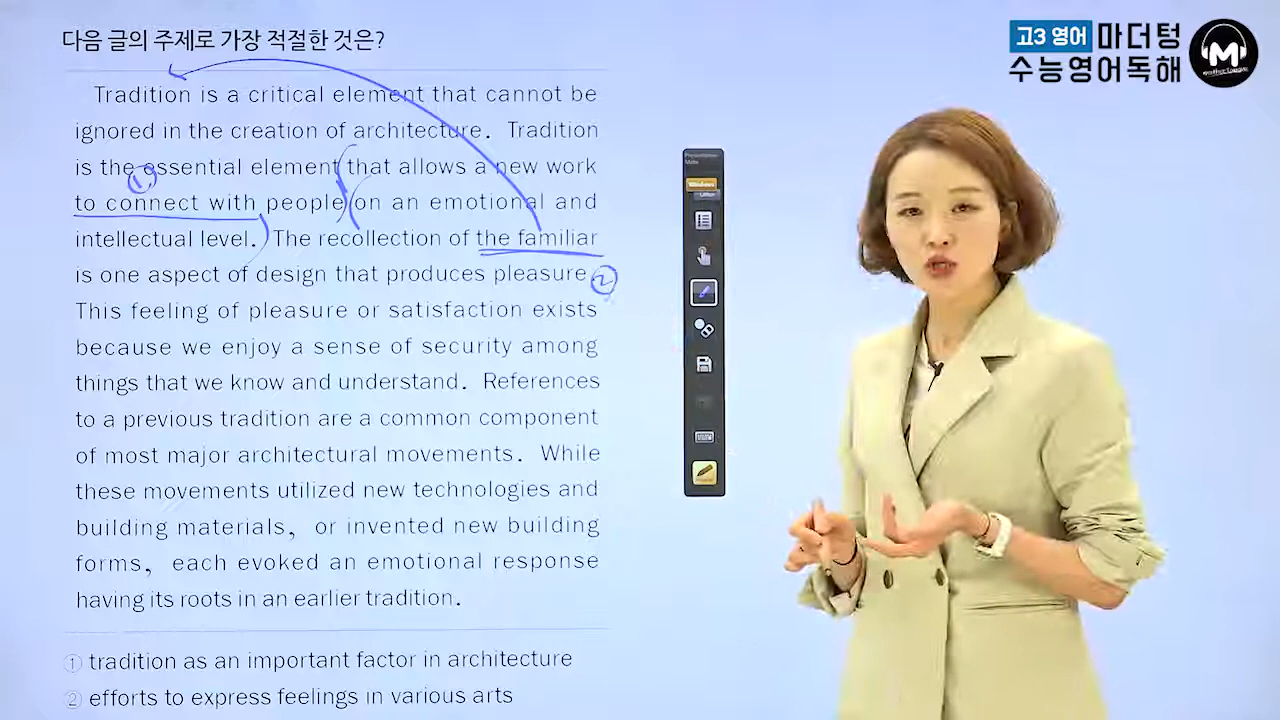 다음 글의 주제로 가장 적절한 것은?
고3 영어 마더텅
수능영어독해
M
Tradition is a critical element that cannot be
ignored in the creation of architecture. Tradition
is the essential element that allows a new work
①
to connect with people on an emotional and
intellectual level. The recollection of the familiar
is one aspect of design that produces pleasure.
②
This feeling of pleasure or satisfaction exists
because we enjoy a sense of security among
things that we know and understand. References
to a previous tradition are a common component
of most major architectural movements. While
these movements utilized new technologies and
building materials, or invented new building
forms, each evoked an emotional response
having its roots in an earlier tradition.
① tradition as an important factor in architecture
② efforts to express feelings in various arts
Windows